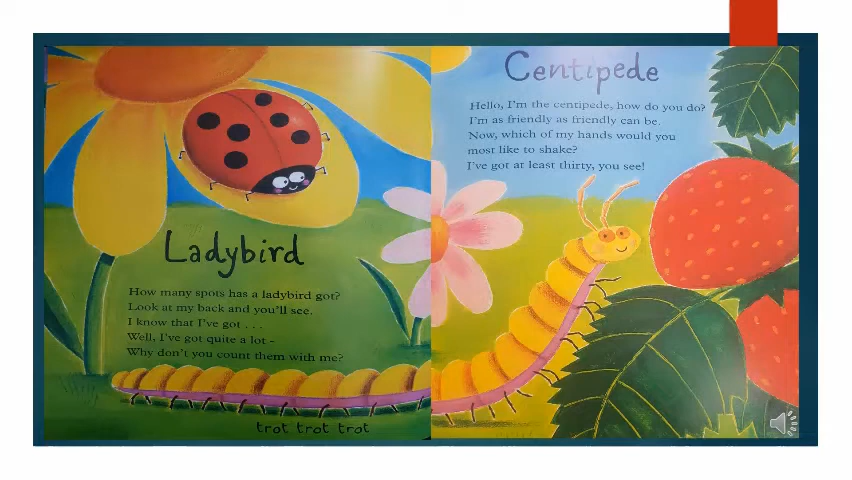 Ladybird
How many spots has a ladybird got?
Look at my back and you'll see.
I know that I've got . . .
Well, I've got quite a lot –
Why don't you count them with me?
trot trot trot
Centipede
Hello, I'm the centipede, how do you do?
I'm as friendly as friendly can be.
Now, which of my hands would you
most like to shake?
I've got at least thirty, you see!